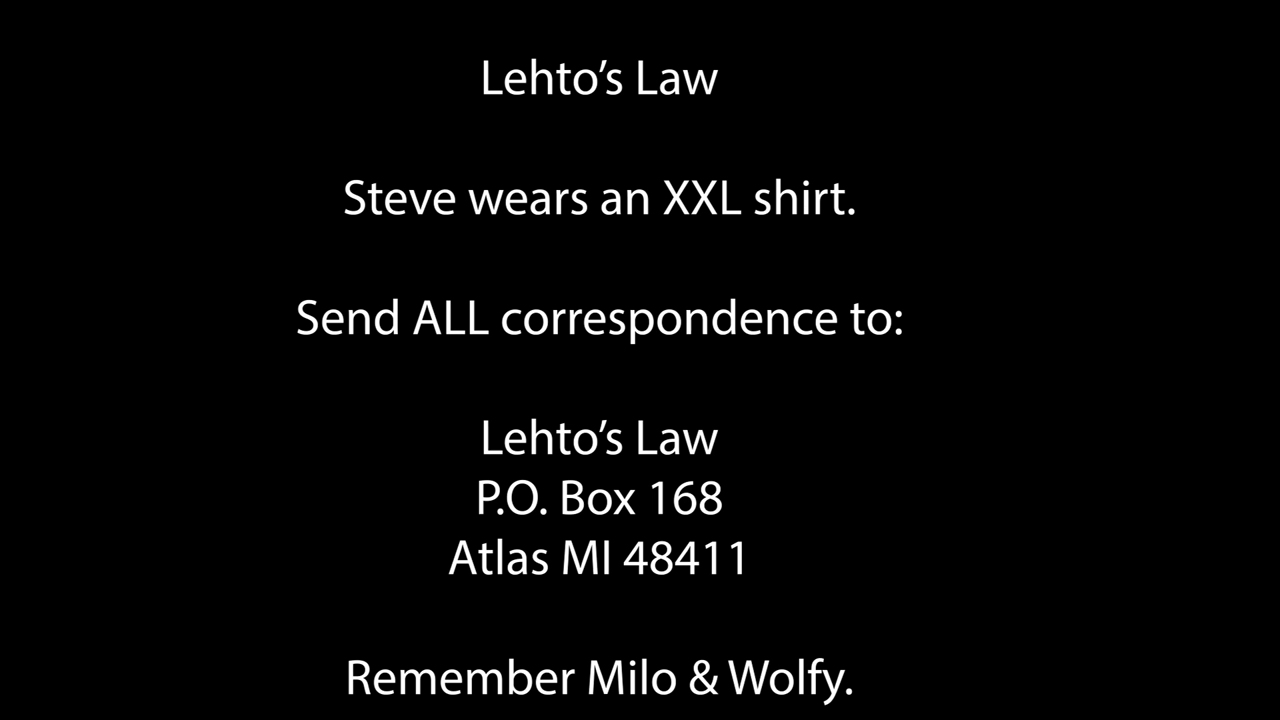 Lehto’s Law
Steve wears an XXL shirt.
Send ALL correspondence to:
Lehto’s Law
P.O. Box 168
Atlas MI 48411
Remember Milo & Wolfy.